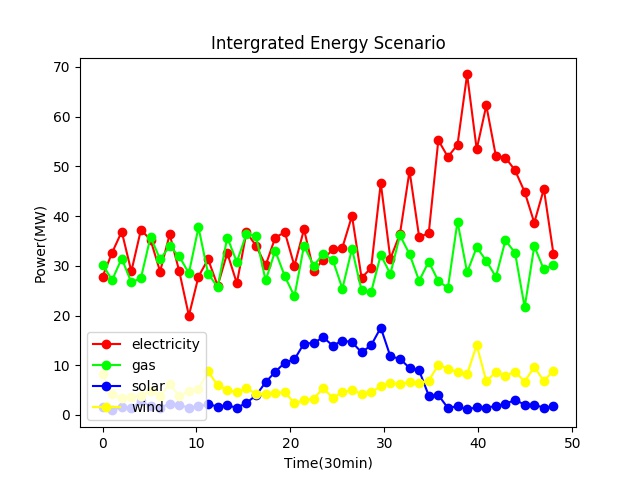 Intergrated Energy Scenario
Power(MW)
70
60
50
40
30
20
10
0
electricity
gas
solar
wind
0 10 20 30 40 50
Time(30min)